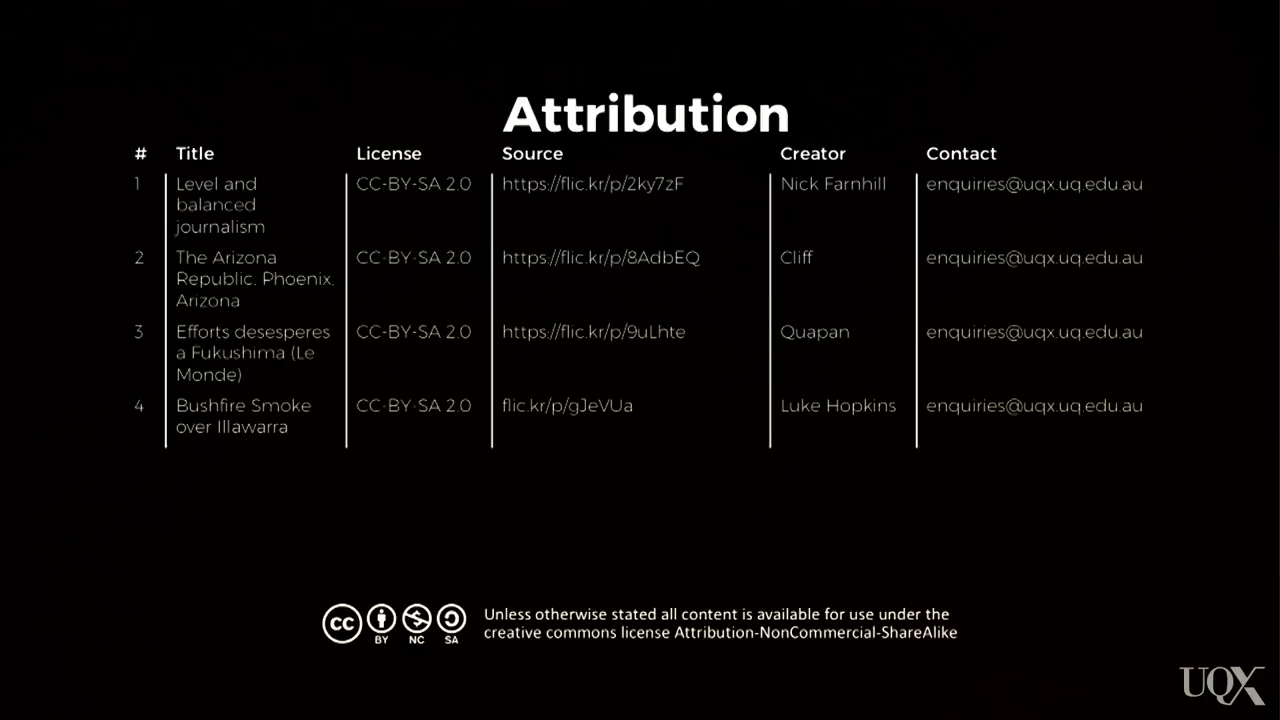 Attribution
# Title License Source Creator Contact
1 Level and CC-BY-SA 2.0 https://flic.kr/p/2ky7zF Nick Farnhill enquiries@uqx.uq.edu.au
balanced
journalism
2 The Arizona CC-BY-SA 2.0 https://flic.kr/p/8AdbEQ Cliff enquiries@uqx.uq.edu.au
Republic. Phoenix.
Arizona
3 Efforts desesperes CC-BY-SA 2.0 https://flic.kr/p/9uLhte Quapan enquiries@uqx.uq.edu.au
a Fukushima (Le
Monde)
4 Bushfire Smoke CC-BY-SA 2.0 flic.kr/p/gJeVUa Luke Hopkins enquiries@uqx.uq.edu.au
over Illawarra
cc BY NC SA
Unless otherwise stated all content is available for use under the
creative commons license Attribution-NonCommercial-ShareAlike
UQX